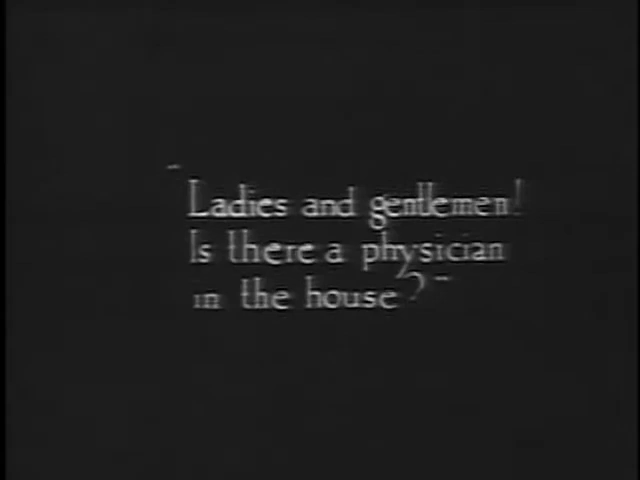 "Ladies and gentlemen!
Is there a physician
in the house?"